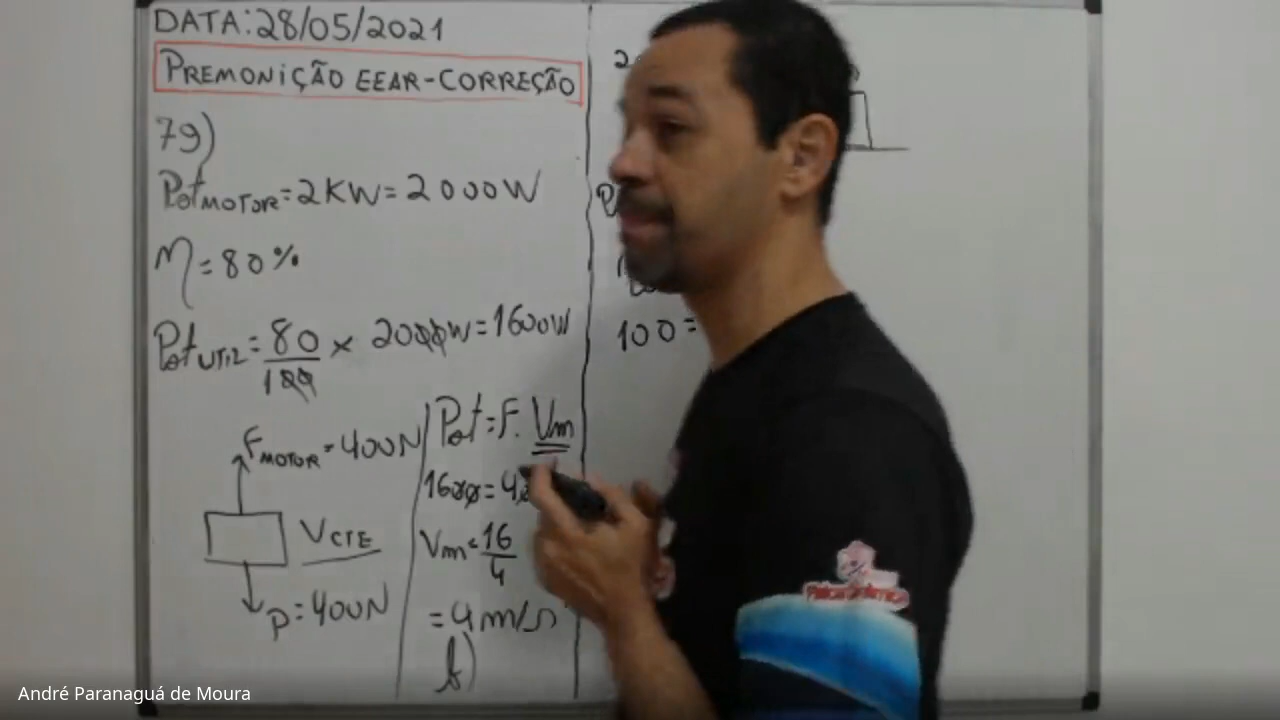 DATA:28/05/2021
PREMONIÇÃO EEAR-CORREÇÃO
79)
Pot MOTOR = 2KW = 2000W
η = 80%
Pot UTIL = 80/100 x 2000W = 1600W
F MOTOR = 400N
V CTE
P = 400N
Pot = F. Vm
1600 = 4
Vm = 16/4
= 4 m/s
b)
100 =
André Paranaguá de Moura